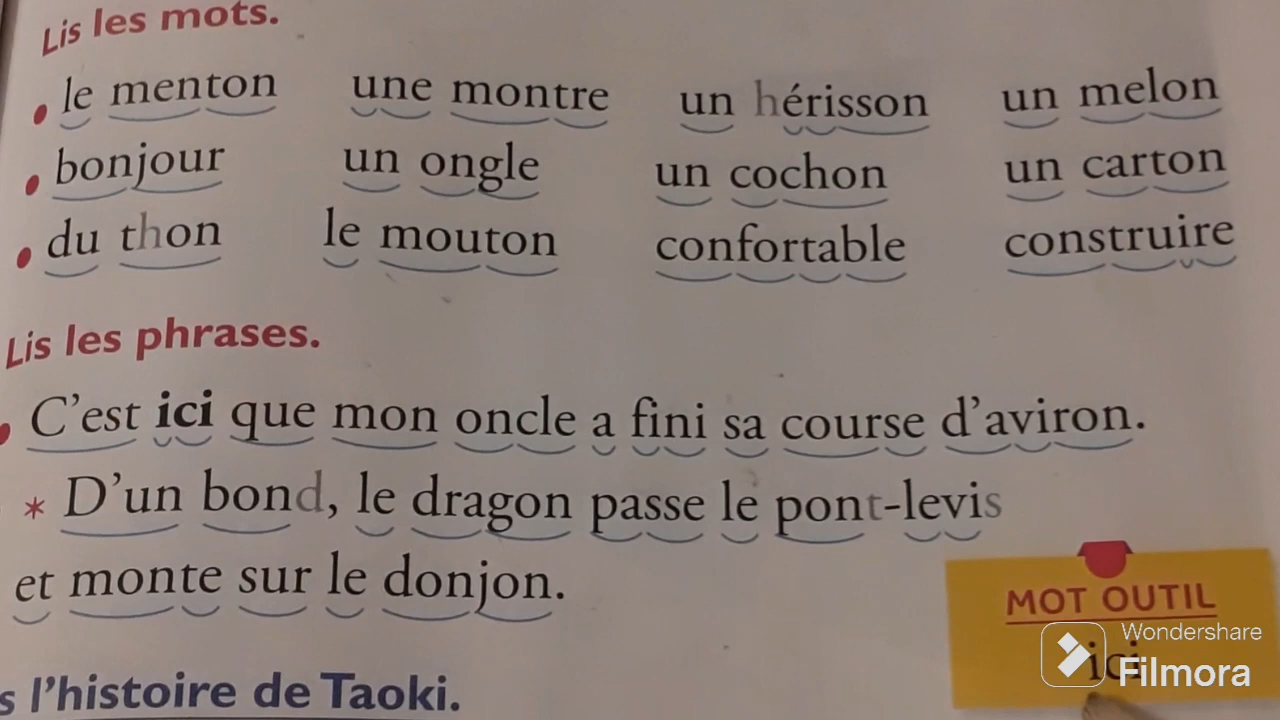 Lis les mots.
le menton une montre un hérisson un melon
bonjour un ongle un cochon un carton
du thon le mouton confortable construire
Lis les phrases.
C'est ici que mon oncle a fini sa course d'aviron.
* D'un bond, le dragon passe le pont-levis
et monte sur le donjon.
MOT OUTIL
ici
Wondershare
Filmora
s l'histoire de Taoki.